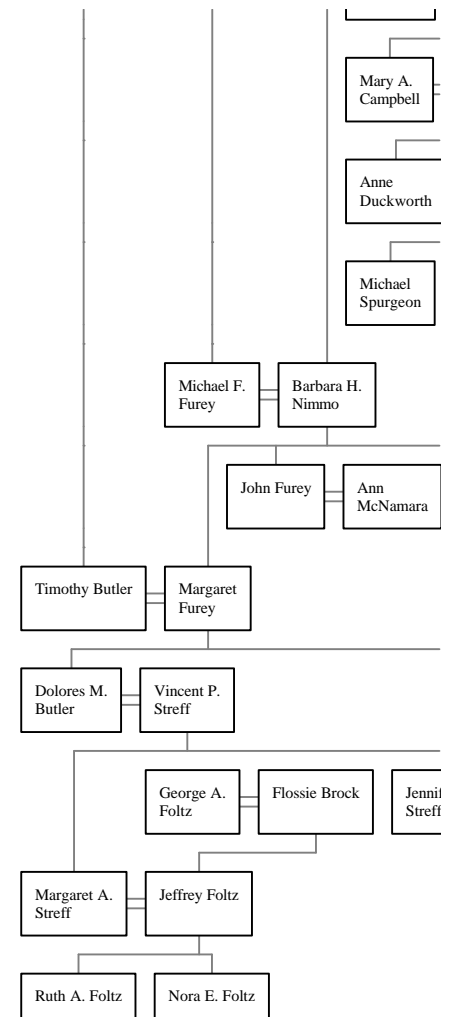 Mary A.
Campbell
Anne
Duckworth
Michael
Spurgeon
Michael F.
Furey
Barbara H.
Nimmo
John Furey
Ann
McNamara
Timothy Butler
Margaret
Furey
Dolores M.
Butler
Vincent P.
Streff
George A.
Foltz
Flossie Brock
Jennif
Streff
Margaret A.
Streff
Jeffrey Foltz
Ruth A. Foltz
Nora E. Foltz